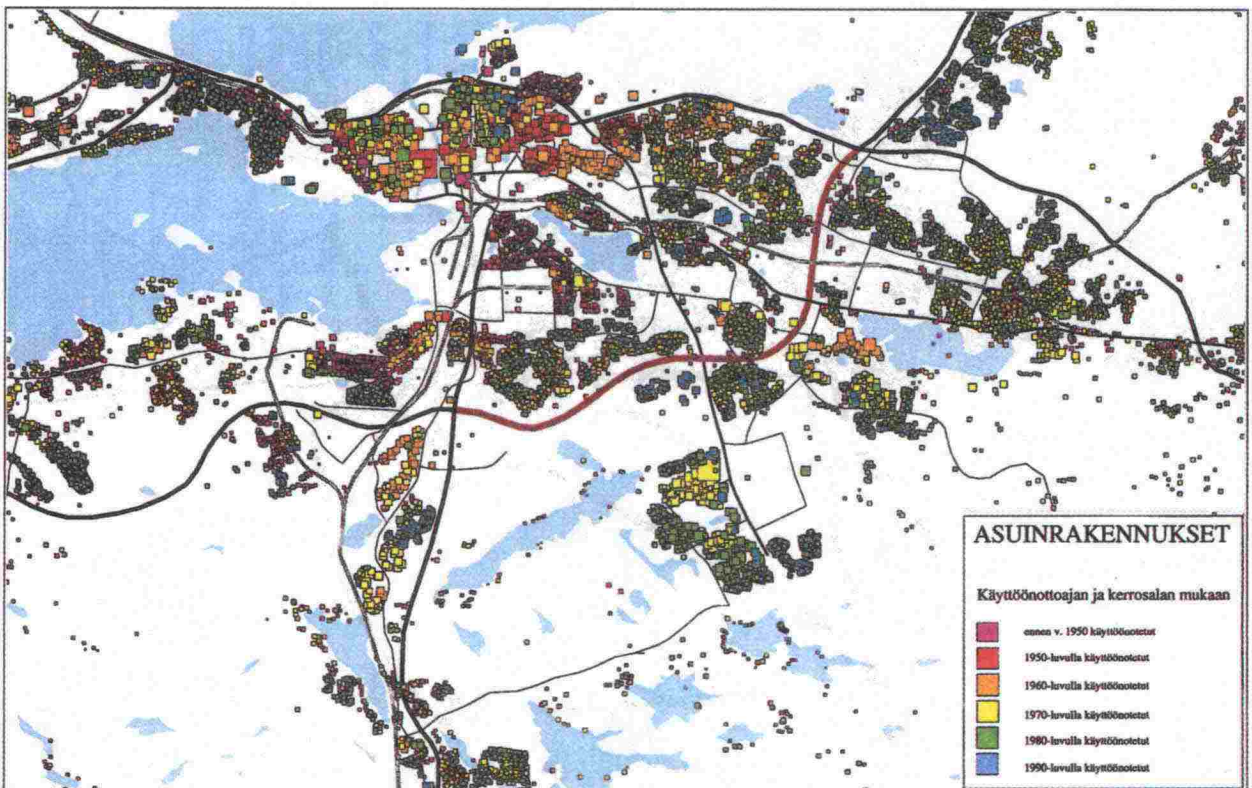 ASUINRAKENNUKSET
Käyttöönottoajan ja kerrosalan mukaan
ennen v. 1950 käyttöönotetut
1950-luvulla käyttöönotetut
1960-luvulla käyttöönotetut
1970-luvulla käyttöönotetut
1980-luvulla käyttöönotetut
1990-luvulla käyttöönotetut